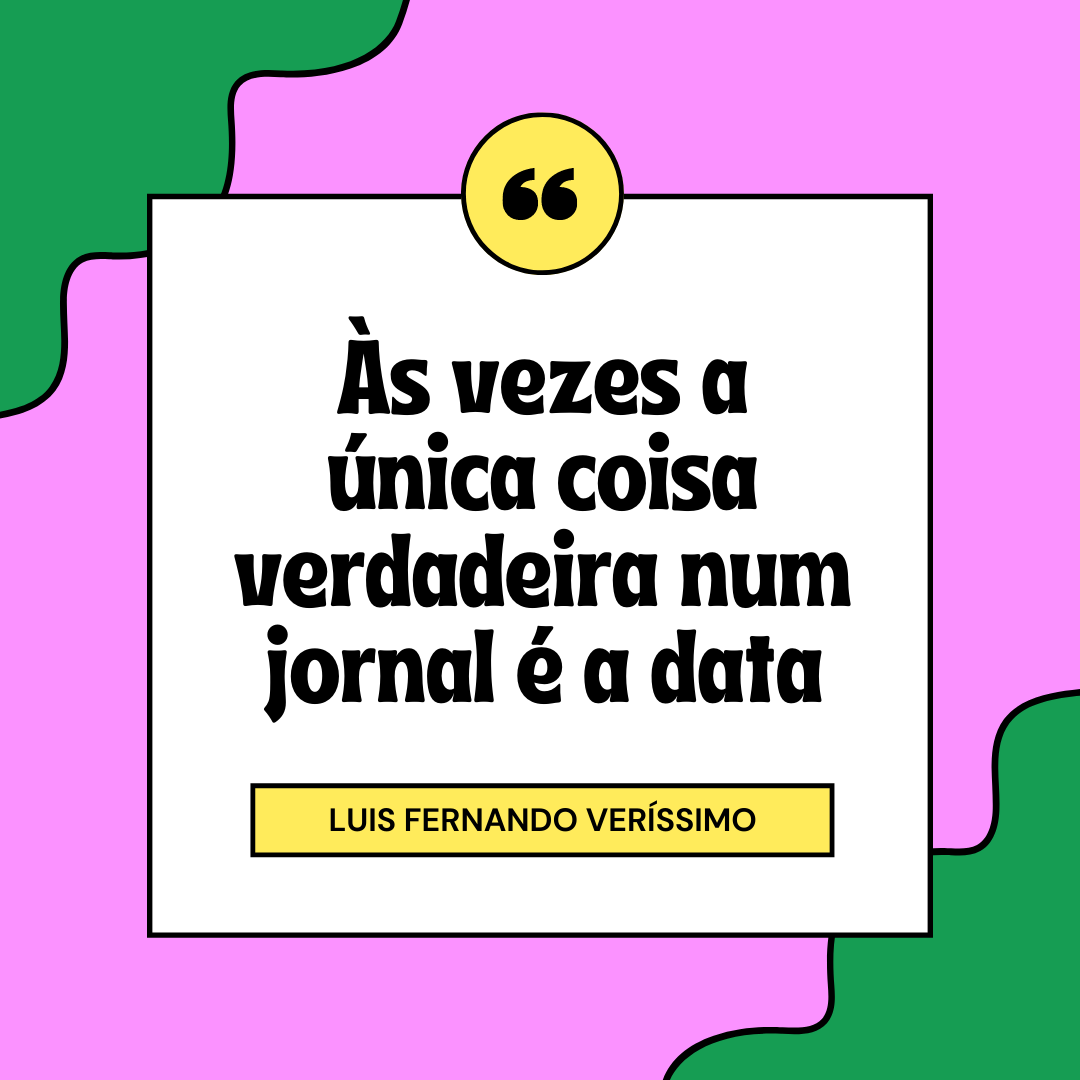 “
Às vezes a
única coisa
verdadeira num
jornal é a data
LUIS FERNANDO VERÍSSIMO